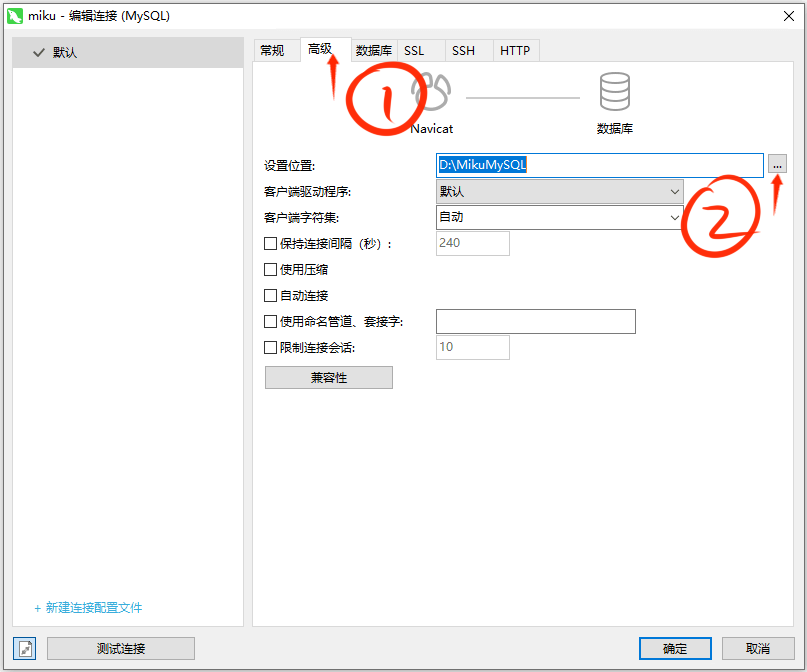 miku - 编辑连接 (MySQL)
默认
常规 高级 数据库 SSL SSH HTTP
1
Navicat 数据库
设置位置: D:\MikuMySQL ...
客户端驱动程序: 默认
2
客户端字符集: 自动
保持连接间隔（秒）: 240
使用压缩
自动连接
使用命名管道、套接字:
限制连接会话: 10
兼容性
+ 新建连接配置文件
测试连接 确定 取消